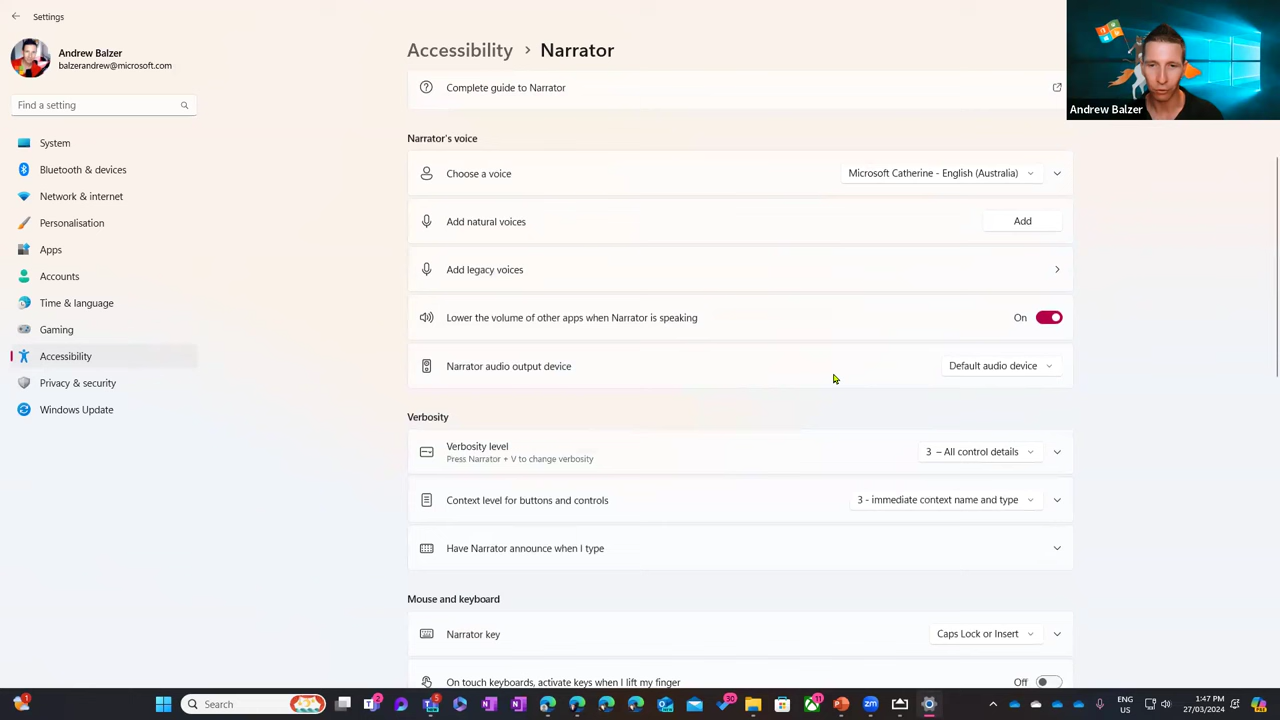 Settings
Andrew Balzer
balzerandrew@microsoft.com
Find a setting
System
Bluetooth & devices
Network & internet
Personalisation
Apps
Accounts
Time & language
Gaming
Accessibility
Privacy & security
Windows Update
Accessibility > Narrator
Complete guide to Narrator
Narrator's voice
Choose a voice
Microsoft Catherine - English (Australia)
Add natural voices
Add
Add legacy voices
Lower the volume of other apps when Narrator is speaking
On
Narrator audio output device
Default audio device
Verbosity
Verbosity level
Press Narrator + V to change verbosity
3 – All control details
Context level for buttons and controls
3 - immediate context name and type
Have Narrator announce when I type
Mouse and keyboard
Narrator key
Caps Lock or Insert
On touch keyboards, activate keys when I lift my finger
Off
Andrew Balzer
1
Search
2
5
30
11
ENG
US
1:47 PM
27/03/2024